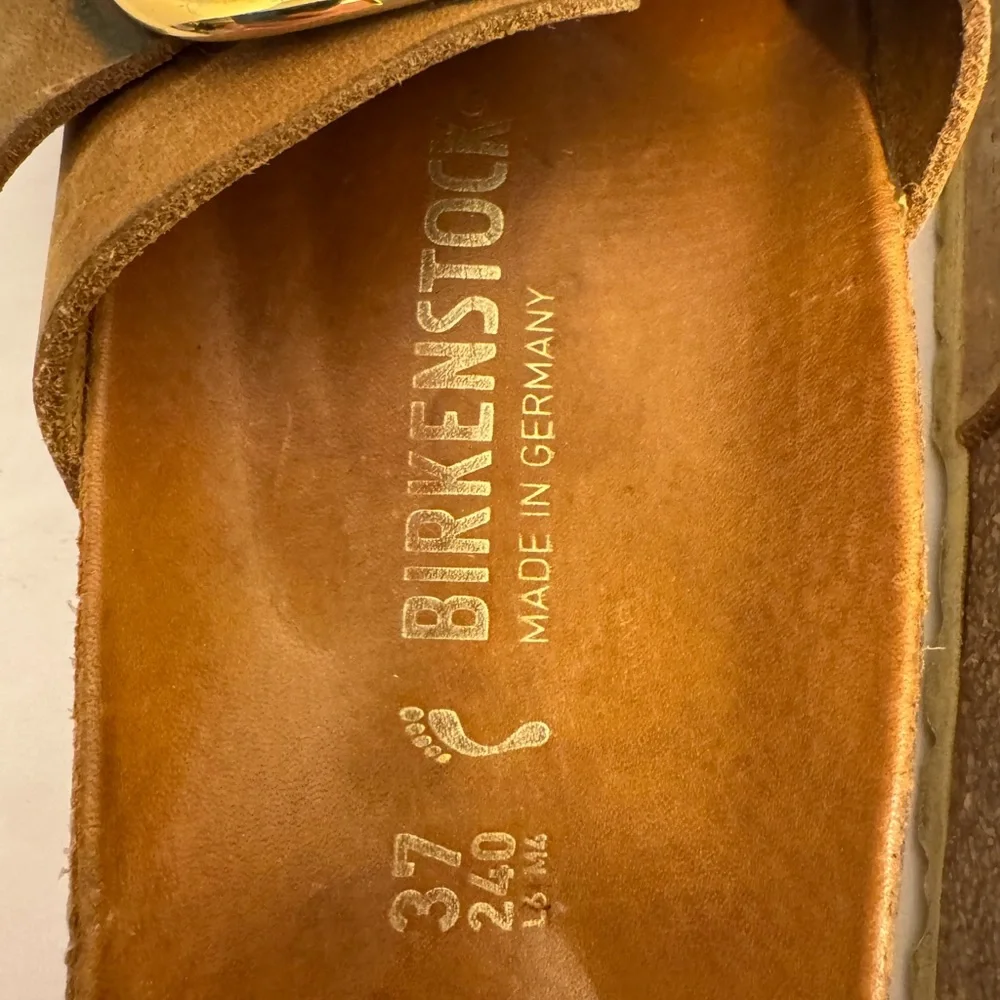 BIRKENSTOCK
MADE IN GERMANY
37
240
L6 M4